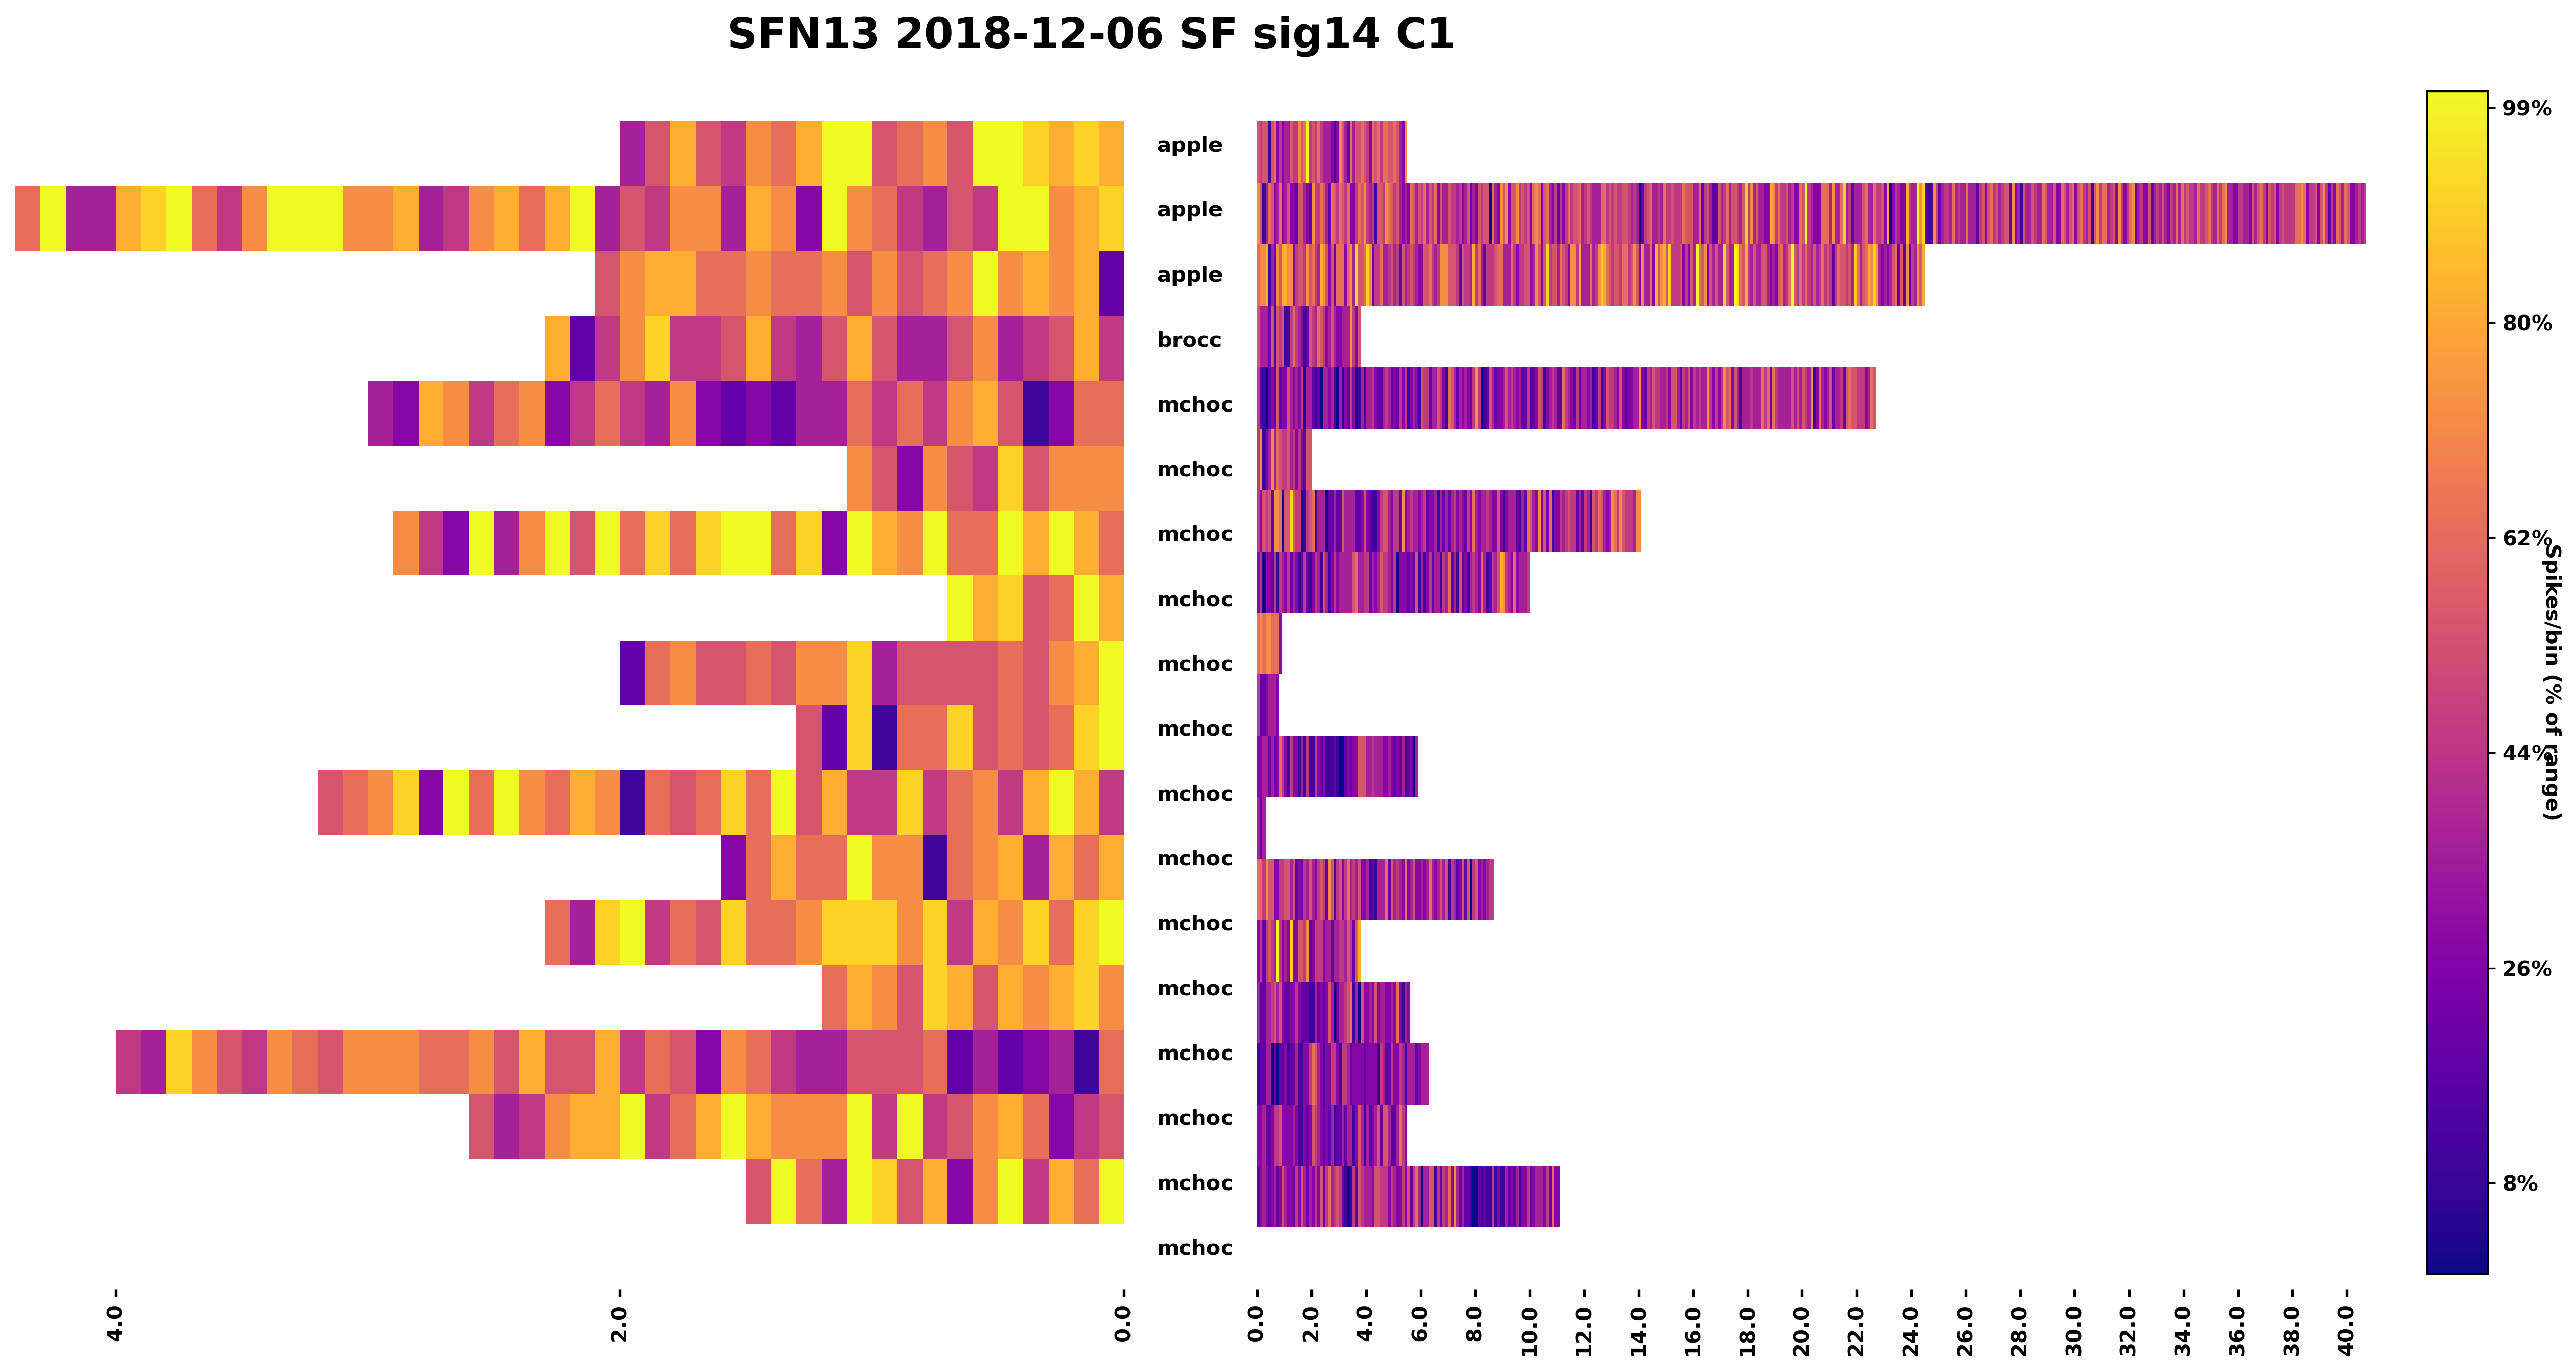 SFN13 2018-12-06 SF sig14 C1
apple
apple
apple
brocc
mchoc
mchoc
mchoc
mchoc
mchoc
mchoc
mchoc
mchoc
mchoc
mchoc
mchoc
mchoc
mchoc
mchoc
4.0
2.0
0.0
0.0
2.0
4.0
6.0
8.0
10.0
12.0
14.0
16.0
18.0
20.0
22.0
24.0
26.0
28.0
30.0
32.0
34.0
36.0
38.0
40.0
99%
80%
62%
44%
26%
8%
Spikes/bin (% of range)